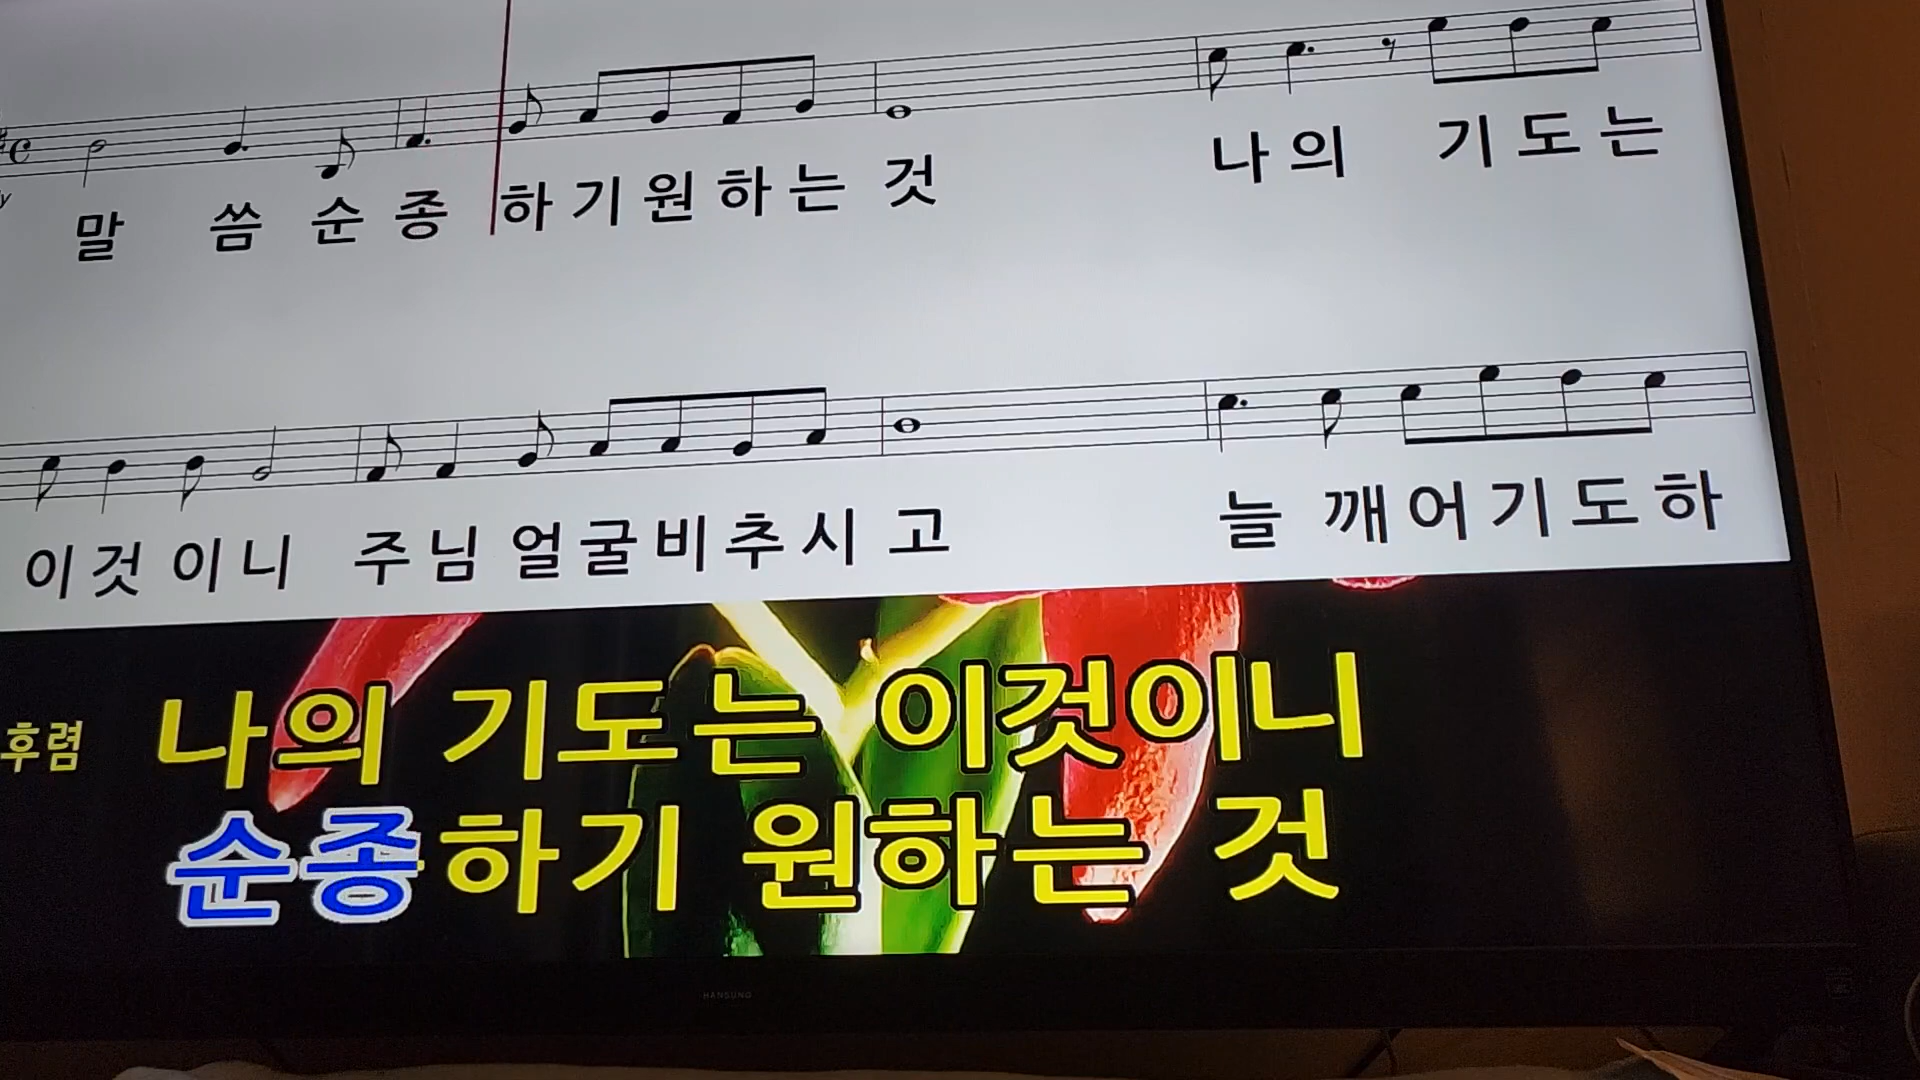 말 씀 순 종 하 기 원 하 는 것 나 의 기 도 는
이 것 이 니 주 님 얼 굴 비 추 시 고 늘 깨 어 기 도 하
후렴 나의 기도는 이것이니
순종하기 원하는 것
HANSUNG